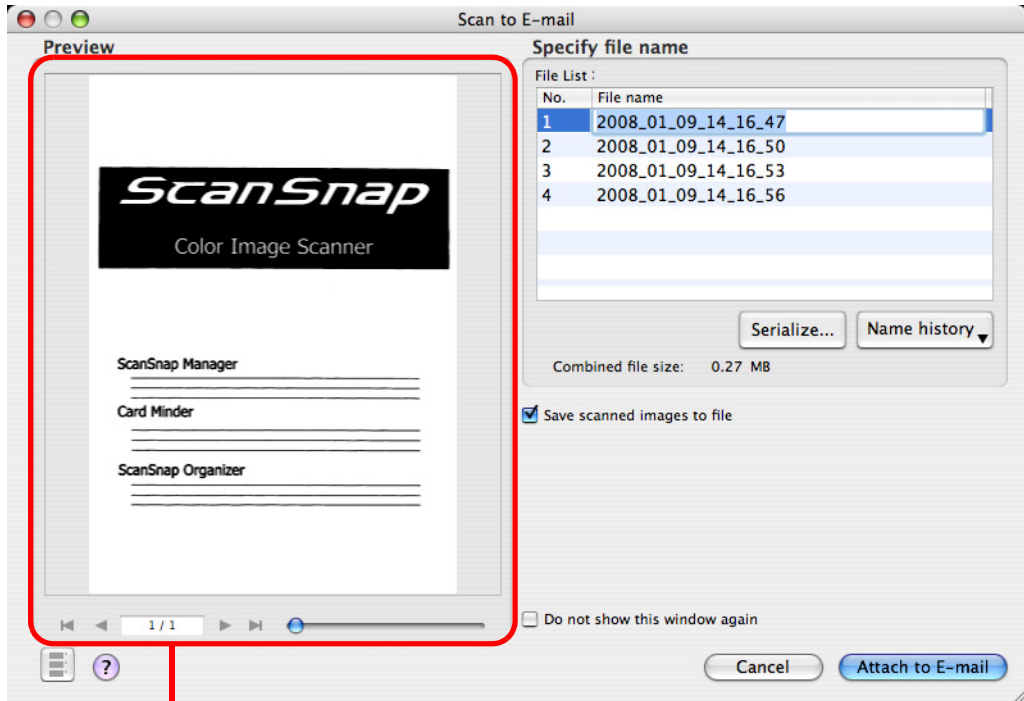 Scan to E-mail
Preview
ScanSnap
Color Image Scanner
ScanSnap Manager
Card Minder
ScanSnap Organizer
1 / 1
?
Specify file name
File List :
No. File name
1 2008_01_09_14_16_47
2 2008_01_09_14_16_50
3 2008_01_09_14_16_53
4 2008_01_09_14_16_56
Serialize... Name history
Combined file size: 0.27 MB
Save scanned images to file
Do not show this window again
Cancel Attach to E-mail